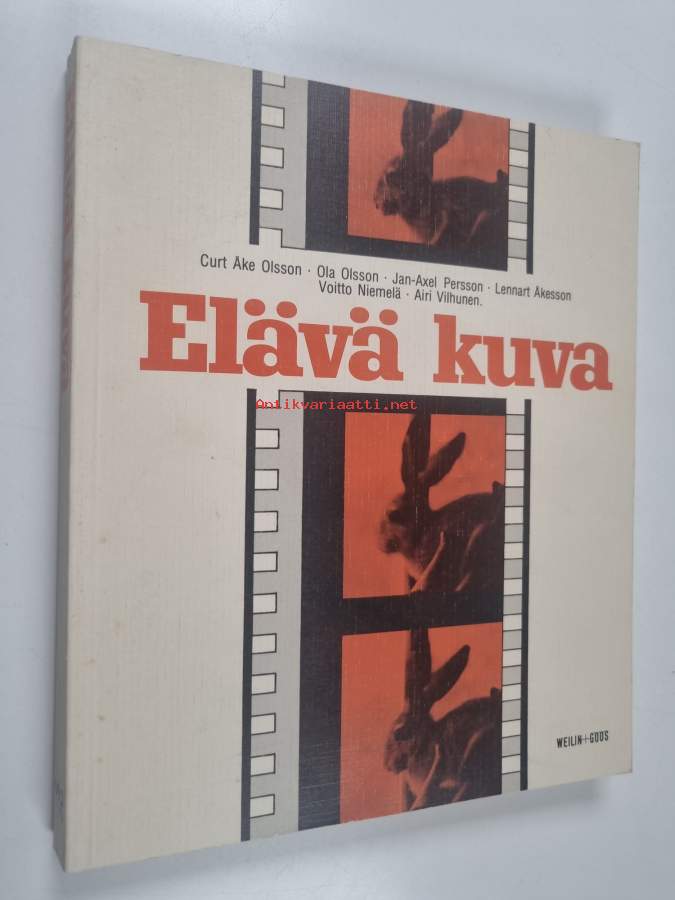 Curt Åke Olsson · Ola Olsson · Jan-Axel Persson · Lennart Åkesson
Voitto Niemelä · Airi Vilhunen.
Elävä kuva
Antikvariaatti.net
WEILIN+GÖÖS